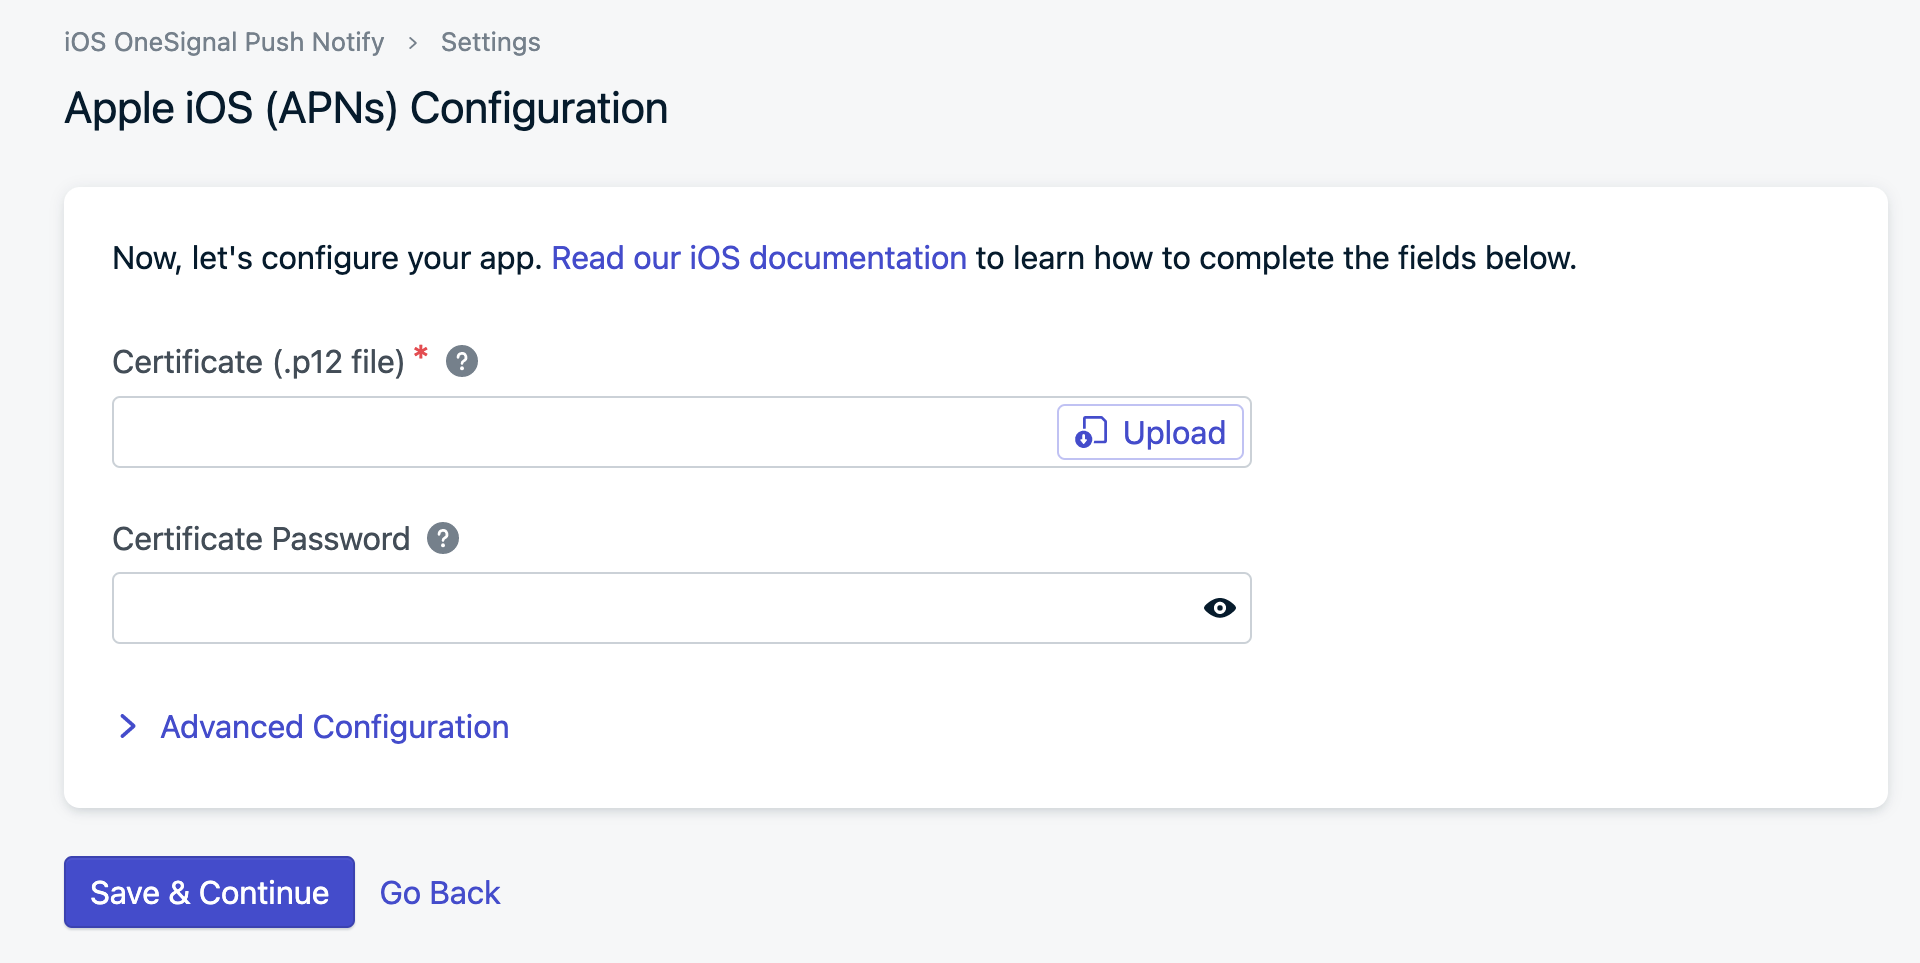 iOS OneSignal Push Notify > Settings
Apple iOS (APNs) Configuration
Now, let's configure your app. Read our iOS documentation to learn how to complete the fields below.
Certificate (.p12 file) * ?
Upload
Certificate Password ?
> Advanced Configuration
Save & Continue Go Back